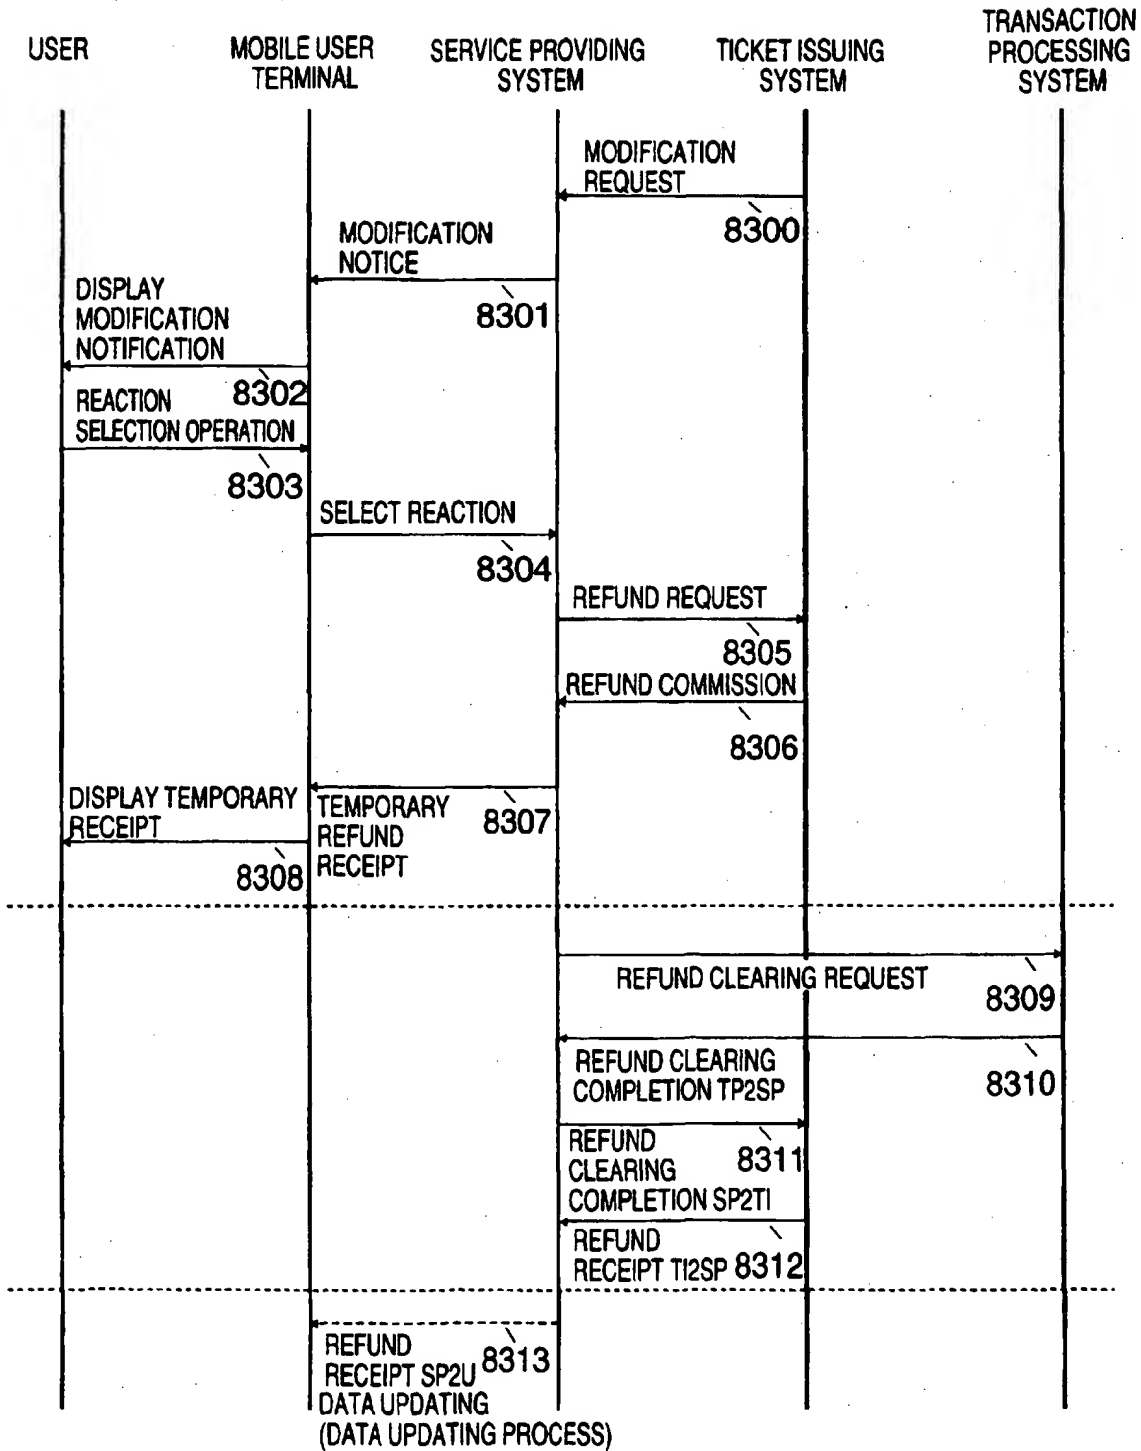 USER
MOBILE USER
TERMINAL
SERVICE PROVIDING
SYSTEM
TICKET ISSUING
SYSTEM
TRANSACTION
PROCESSING
SYSTEM
MODIFICATION
REQUEST
8300
MODIFICATION
NOTICE
8301
DISPLAY
MODIFICATION
NOTIFICATION
8302
REACTION
SELECTION OPERATION
8303
SELECT REACTION
8304
REFUND REQUEST
8305
REFUND COMMISSION
8306
TEMPORARY
REFUND
RECEIPT
8307
DISPLAY TEMPORARY
RECEIPT
8308
REFUND CLEARING REQUEST
8309
REFUND CLEARING
COMPLETION TP2SP
8310
REFUND
CLEARING
COMPLETION SP2TI
8311
REFUND
RECEIPT TI2SP
8312
REFUND
RECEIPT SP2U
8313
DATA UPDATING
(DATA UPDATING PROCESS)